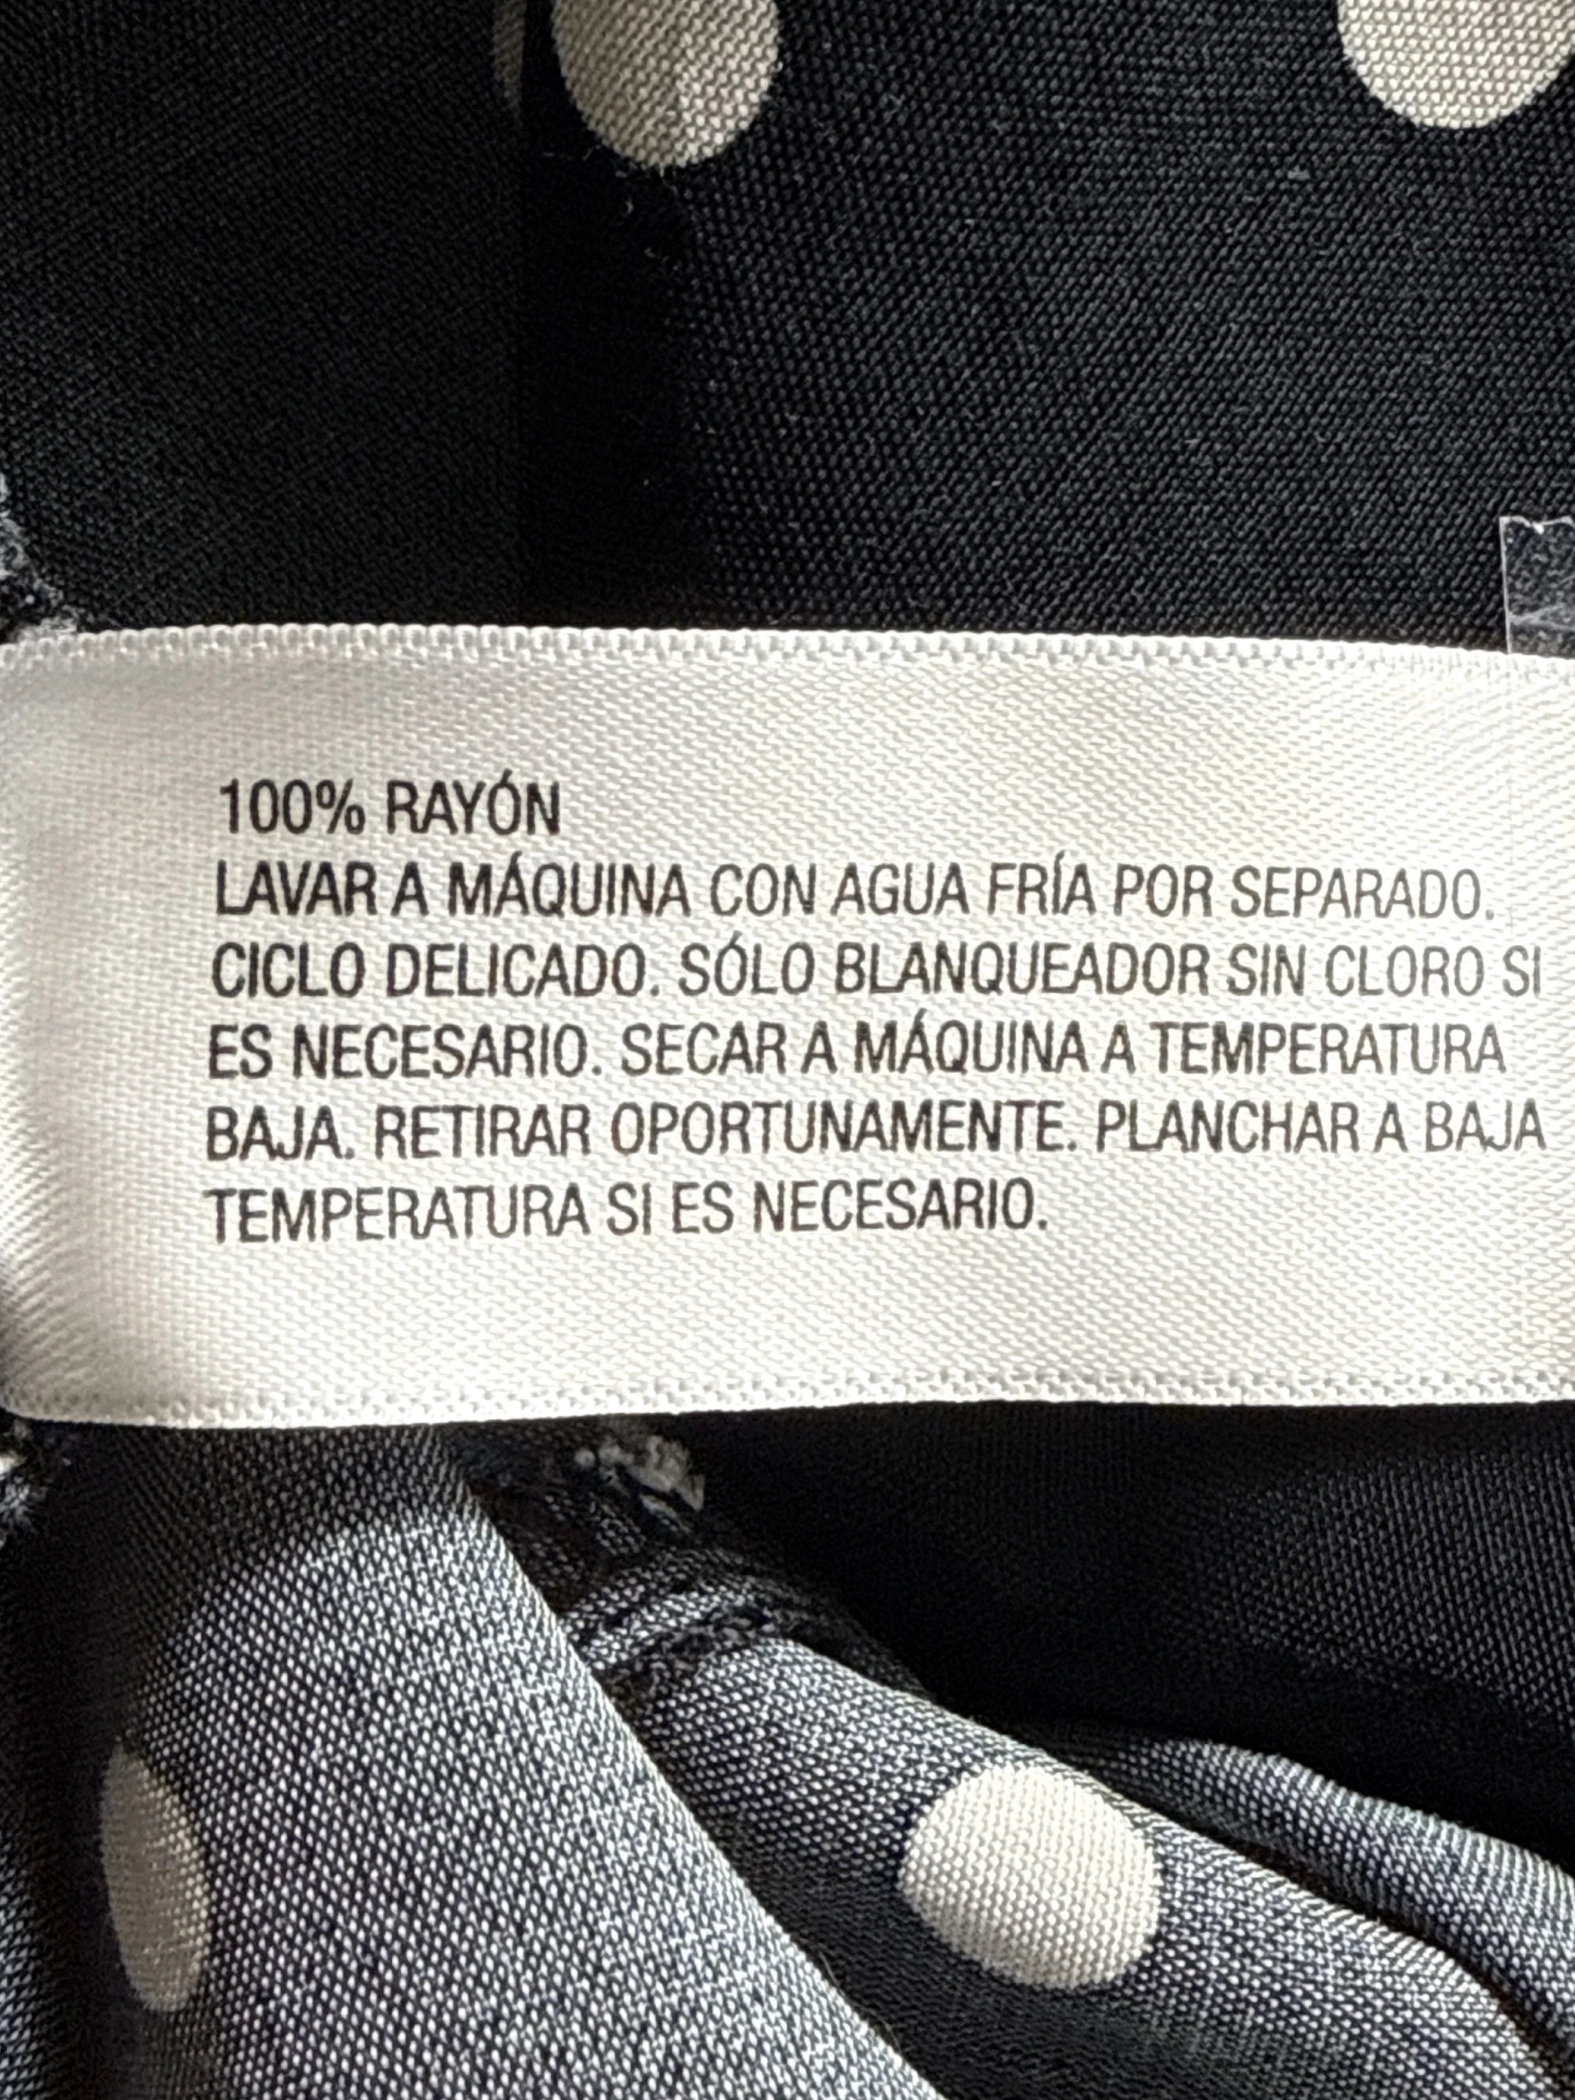 100% RAYÓN
LAVAR A MÁQUINA CON AGUA FRÍA POR SEPARADO.
CICLO DELICADO. SÓLO BLANQUEADOR SIN CLORO SI
ES NECESARIO. SECAR A MÁQUINA A TEMPERATURA
BAJA. RETIRAR OPORTUNAMENTE. PLANCHAR A BAJA
TEMPERATURA SI ES NECESARIO.